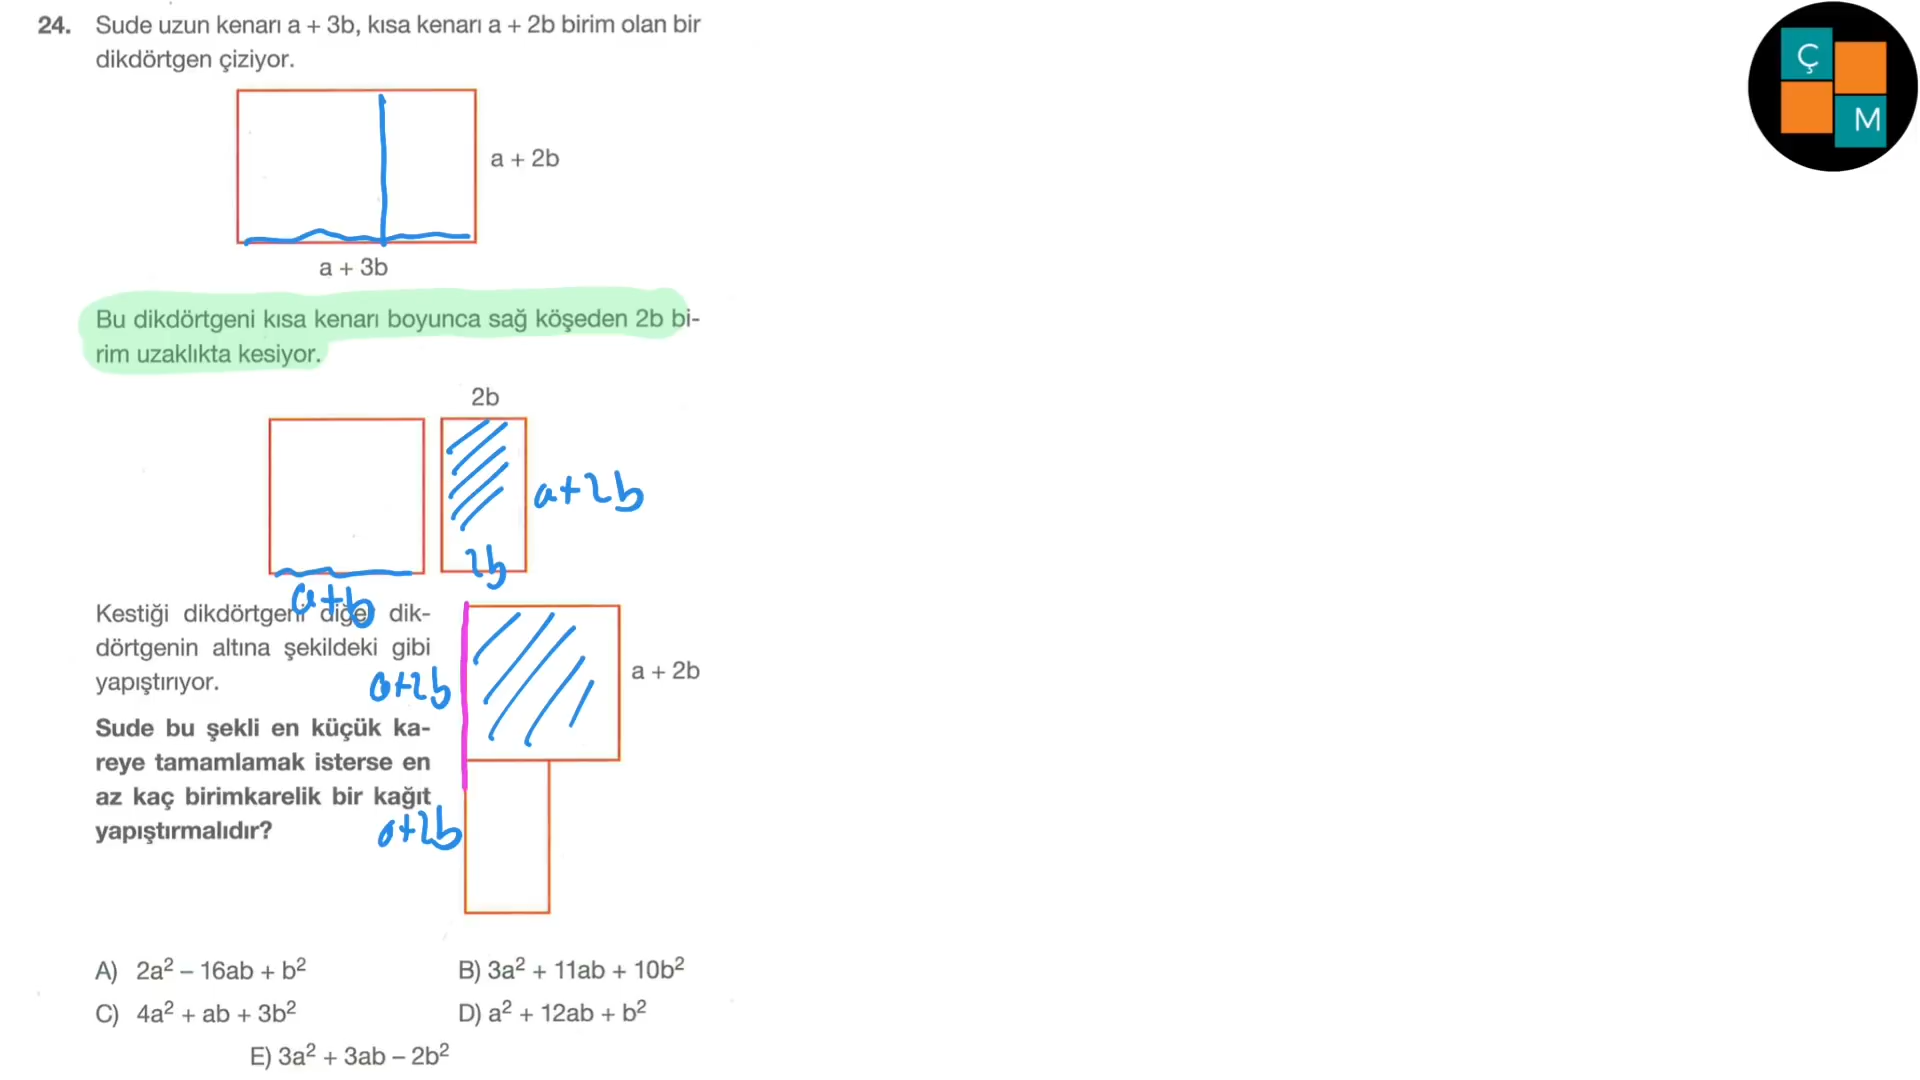 24. Sude uzun kenarı a + 3b, kısa kenarı a + 2b birim olan bir
dikdörtgen çiziyor.
a + 2b
a + 3b
Bu dikdörtgeni kısa kenarı boyunca sağ köşeden 2b bi-
rim uzaklıkta kesiyor.
2b
a+2b
2b
a+b
Kestiği dikdörtgeni diğer dik-
dörtgenin altına şekildeki gibi
yapıştırıyor.
a+2b
a + 2b
Sude bu şekli en küçük ka-
reye tamamlamak isterse en
az kaç birimkarelik bir kağıt
yapıştırmalıdır?
a+2b
A) 2a² – 16ab + b²
B) 3a² + 11ab + 10b²
C) 4a² + ab + 3b²
D) a² + 12ab + b²
E) 3a² + 3ab – 2b²
Ç
M